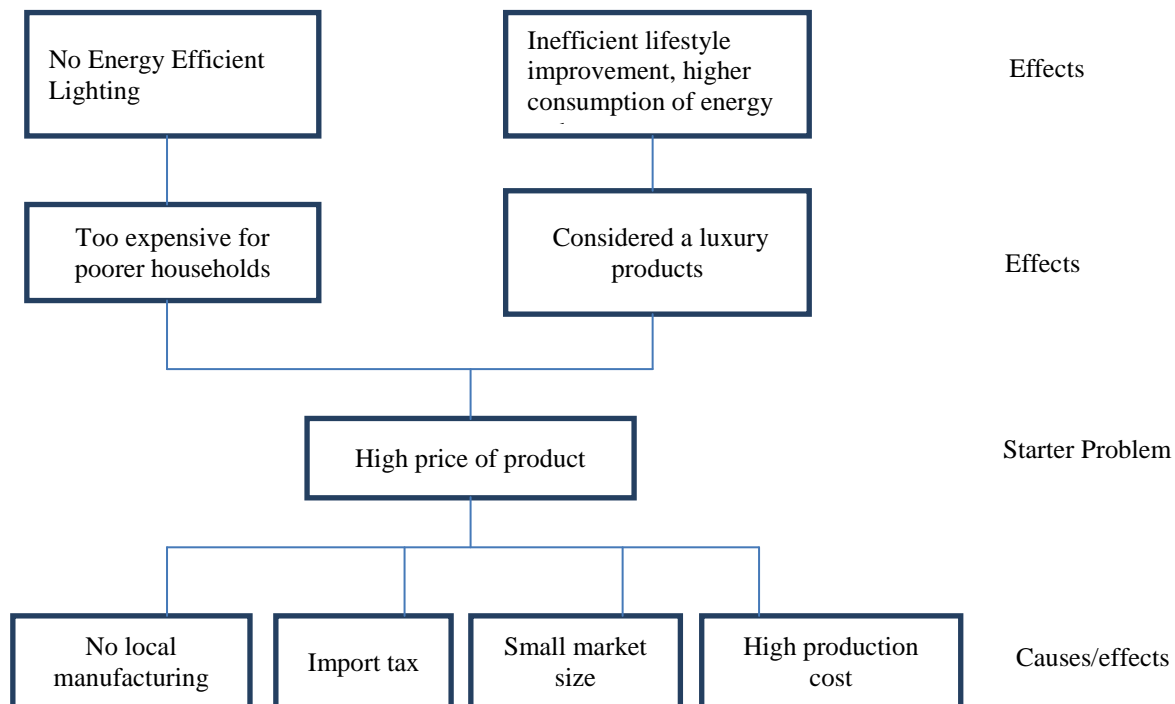 No Energy Efficient
Lighting
Inefficient lifestyle
improvement, higher
consumption of energy
Effects
Too expensive for
poorer households
Considered a luxury
products
Effects
High price of product
Starter Problem
No local
manufacturing
Import tax
Small market
size
High production
cost
Causes/effects